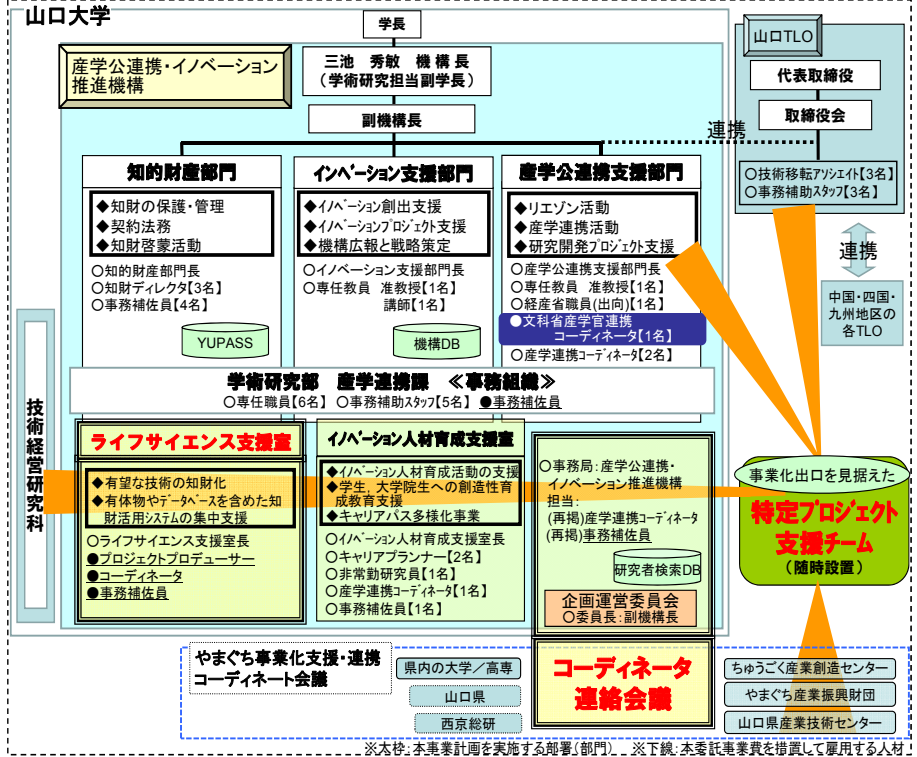 山口大学
学長
産学公連携・イノベーション
推進機構
三池 秀敏 機構長
(学術研究担当副学長)
副機構長
山口TLO
代表取締役
取締役会
連携
○技術移転アソシエイト【3名】
○事務補助スタッフ【3名】
連携
中国・四国・
九州地区の
各TLO
知的財産部門
◆知財の保護・管理
◆契約法務
◆知財啓蒙活動
○知的財産部門長
○知財ディレクタ【3名】
○事務補佐員【4名】
YUPASS
インベーション支援部門
◆イノベーション創出支援
◆イノベーションプロジェクト支援
◆機構広報と戦略策定
○イノベーション支援部門長
○専任教員 准教授【1名】
講師【1名】
機構DB
産学公連携支援部門
◆リエゾン活動
◆産学連携活動
◆研究開発プロジェクト支援
○産学公連携支援部門長
○専任教員 准教授【1名】
○経産省職員(出向)【1名】
●文科省産学官連携
コーディネータ【1名】
○産学連携コーディネータ【2名】
学術研究部 産学連携課 ≪事務組織≫
○専任職員【6名】 ○事務補助スタッフ【5名】 ●事務補佐員
技術経営研究科
ライフサイエンス支援室
◆有望な技術の知財化
◆有体物やデータベースを含めた知
財活用システムの集中支援
○ライフサイエンス支援室長
●プロジェクトプロデューサー
●コーディネータ
●事務補佐員
イノベーション人材育成支援室
◆イノベーション人材育成活動の支援
◆学生、大学院生への創造性育
成教育支援
◆キャリアパス多様化事業
○イノベーション人材育成支援室長
○キャリアプランナー【2名】
○非常勤研究員【1名】
○産学連携コーディネータ【1名】
○事務補佐員【1名】
○事務局:産学公連携・
イノベーション推進機構
担当:
(再掲)産学連携コーディネータ
(再掲)事務補佐員
研究者検索DB
企画運営委員会
○委員長:副機構長
コーディネータ
連絡会議
事業化出口を見据えた
特定プロジェクト
支援チーム
(随時設置)
やまぐち事業化支援・連携
コーディネート会議
県内の大学/高専
山口県
西京総研
ちゅうごく産業創造センター
やまぐち産業振興財団
山口県産業技術センター
※太枠:本事業計画を実施する部署(部門) ※下線:本委託事業費を措置して雇用する人材